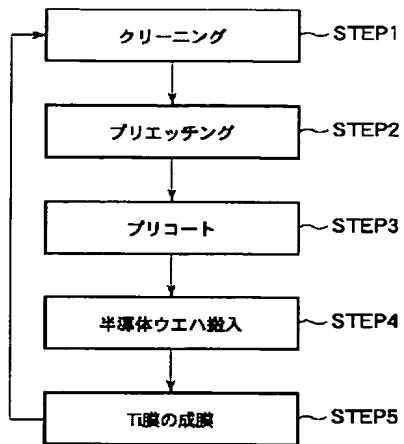 クリーニング STEP1
プリエッチング STEP2
プリコート STEP3
半導体ウエハ搬入 STEP4
Ti膜の成膜 STEP5